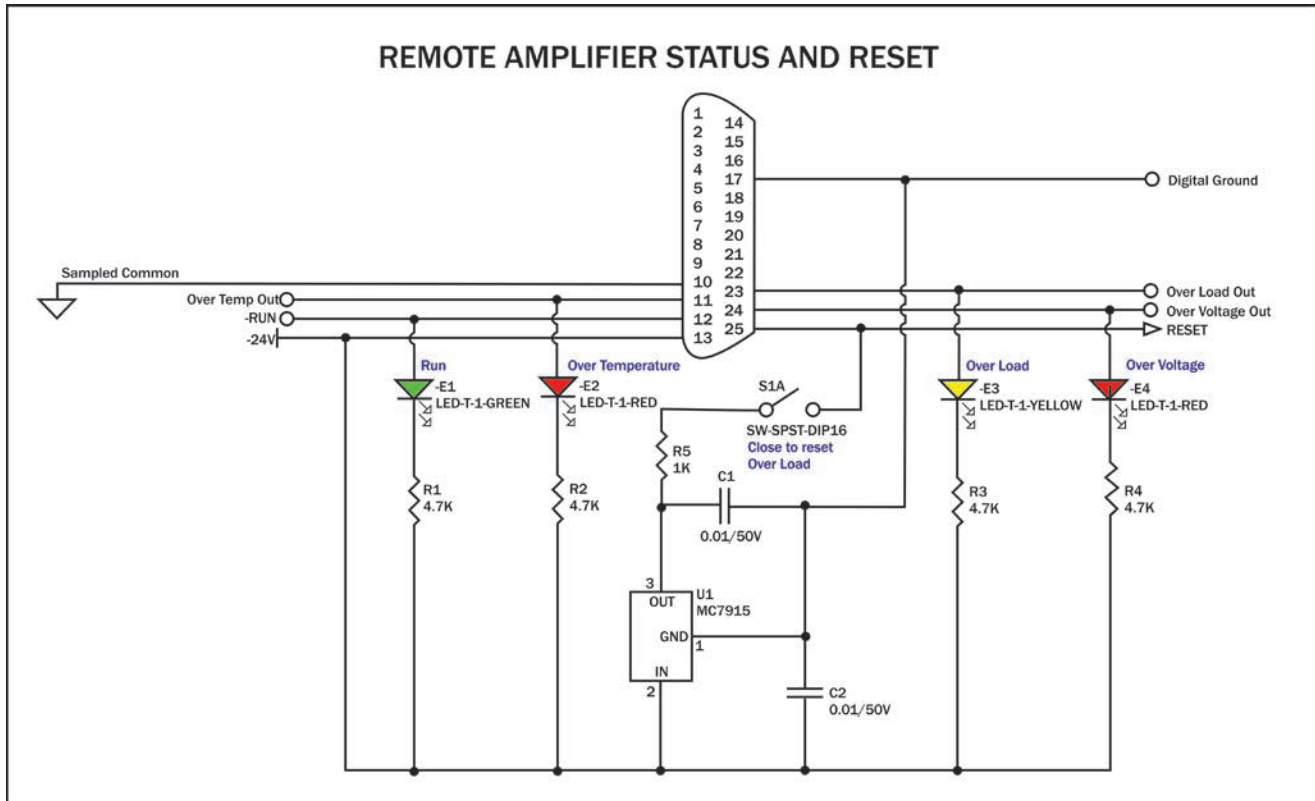 REMOTE AMPLIFIER STATUS AND RESET
1
2
3
4
5
6
7
8
9
10
11
12
13
14
15
16
17
18
19
20
21
22
23
24
25
Digital Ground
Sampled Common
Over Temp Out
-RUN
-24V
Over Load Out
Over Voltage Out
RESET
Run
-E1
LED-T-1-GREEN
Over Temperature
-E2
LED-T-1-RED
S1A
SW-SPST-DIP16
Close to reset
Over Load
Over Load
-E3
LED-T-1-YELLOW
Over Voltage
-E4
LED-T-1-RED
R1
4.7K
R2
4.7K
R5
1K
C1
0.01/50V
R3
4.7K
R4
4.7K
3
OUT
U1
MC7915
GND
1
IN
2
C2
0.01/50V